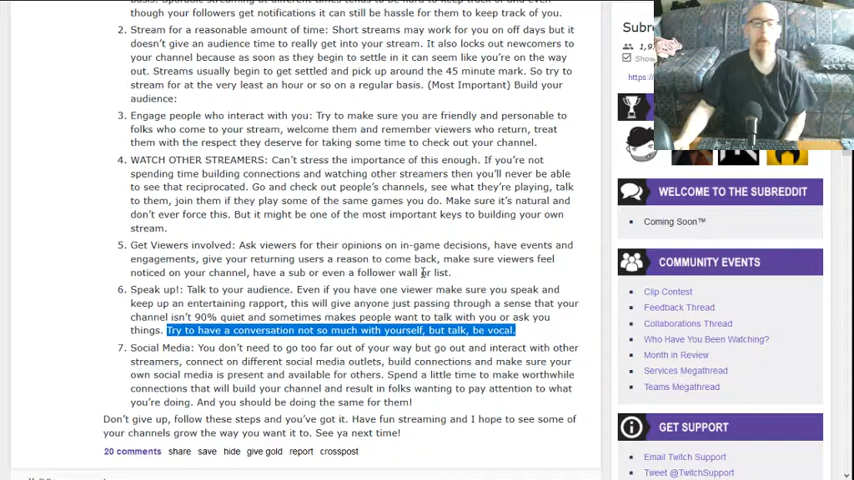 though your followers get notifications it can still be hassle for them to keep track of you.
2. Stream for a reasonable amount of time: Short streams may work for you on off days but it
doesn't give an audience time to really get into your stream. It also locks out newcomers to
your channel because as soon as they begin to settle in it can seem like you're on the way
out. Streams usually begin to get settled and pick up around the 45 minute mark. So try to
stream for at the very least an hour or so on a regular basis. (Most Important) Build your
audience:
3. Engage people who interact with you: Try to make sure you are friendly and personable to
folks who come to your stream, welcome them and remember viewers who return, treat
them with the respect they deserve for taking some time to check out your channel.
4. WATCH OTHER STREAMERS: Can't stress the importance of this enough. If you're not
spending time building connections and watching other streamers then you'll never be able
to see that reciprocated. Go and check out people's channels, see what they're playing, talk
to them, join them if they play some of the same games you do. Make sure it's natural and
don't ever force this. But it might be one of the most important keys to building your own
stream.
5. Get Viewers involved: Ask viewers for their opinions on in-game decisions, have events and
engagements, give your returning users a reason to come back, make sure viewers feel
noticed on your channel, have a sub or even a follower wall or list.
6. Speak up!: Talk to your audience. Even if you have one viewer make sure you speak and
keep up an entertaining rapport, this will give anyone just passing through a sense that your
channel isn't 90% quiet and sometimes makes people want to talk with you or ask you
things. Try to have a conversation not so much with yourself, but talk, be vocal.
7. Social Media: You don't need to go too far out of your way but go out and interact with other
streamers, connect on different social media outlets, build connections and make sure your
own social media is present and available for others. Spend a little time to make worthwhile
connections that will build your channel and result in folks wanting to pay attention to what
you're doing. And you should be doing the same for them!
Don't give up, follow these steps and you've got it. Have fun streaming and I hope to see some of
your channels grow the way you want it to. See ya next time!
20 comments share save hide give gold report crosspost
Show
https:/
WELCOME TO THE SUBREDDIT
Coming Soon™
COMMUNITY EVENTS
Clip Contest
Feedback Thread
Collaborations Thread
Who Have You Been Watching?
Month in Review
Services Megathread
Teams Megathread
GET SUPPORT
Email Twitch Support
Tweet @TwitchSupport